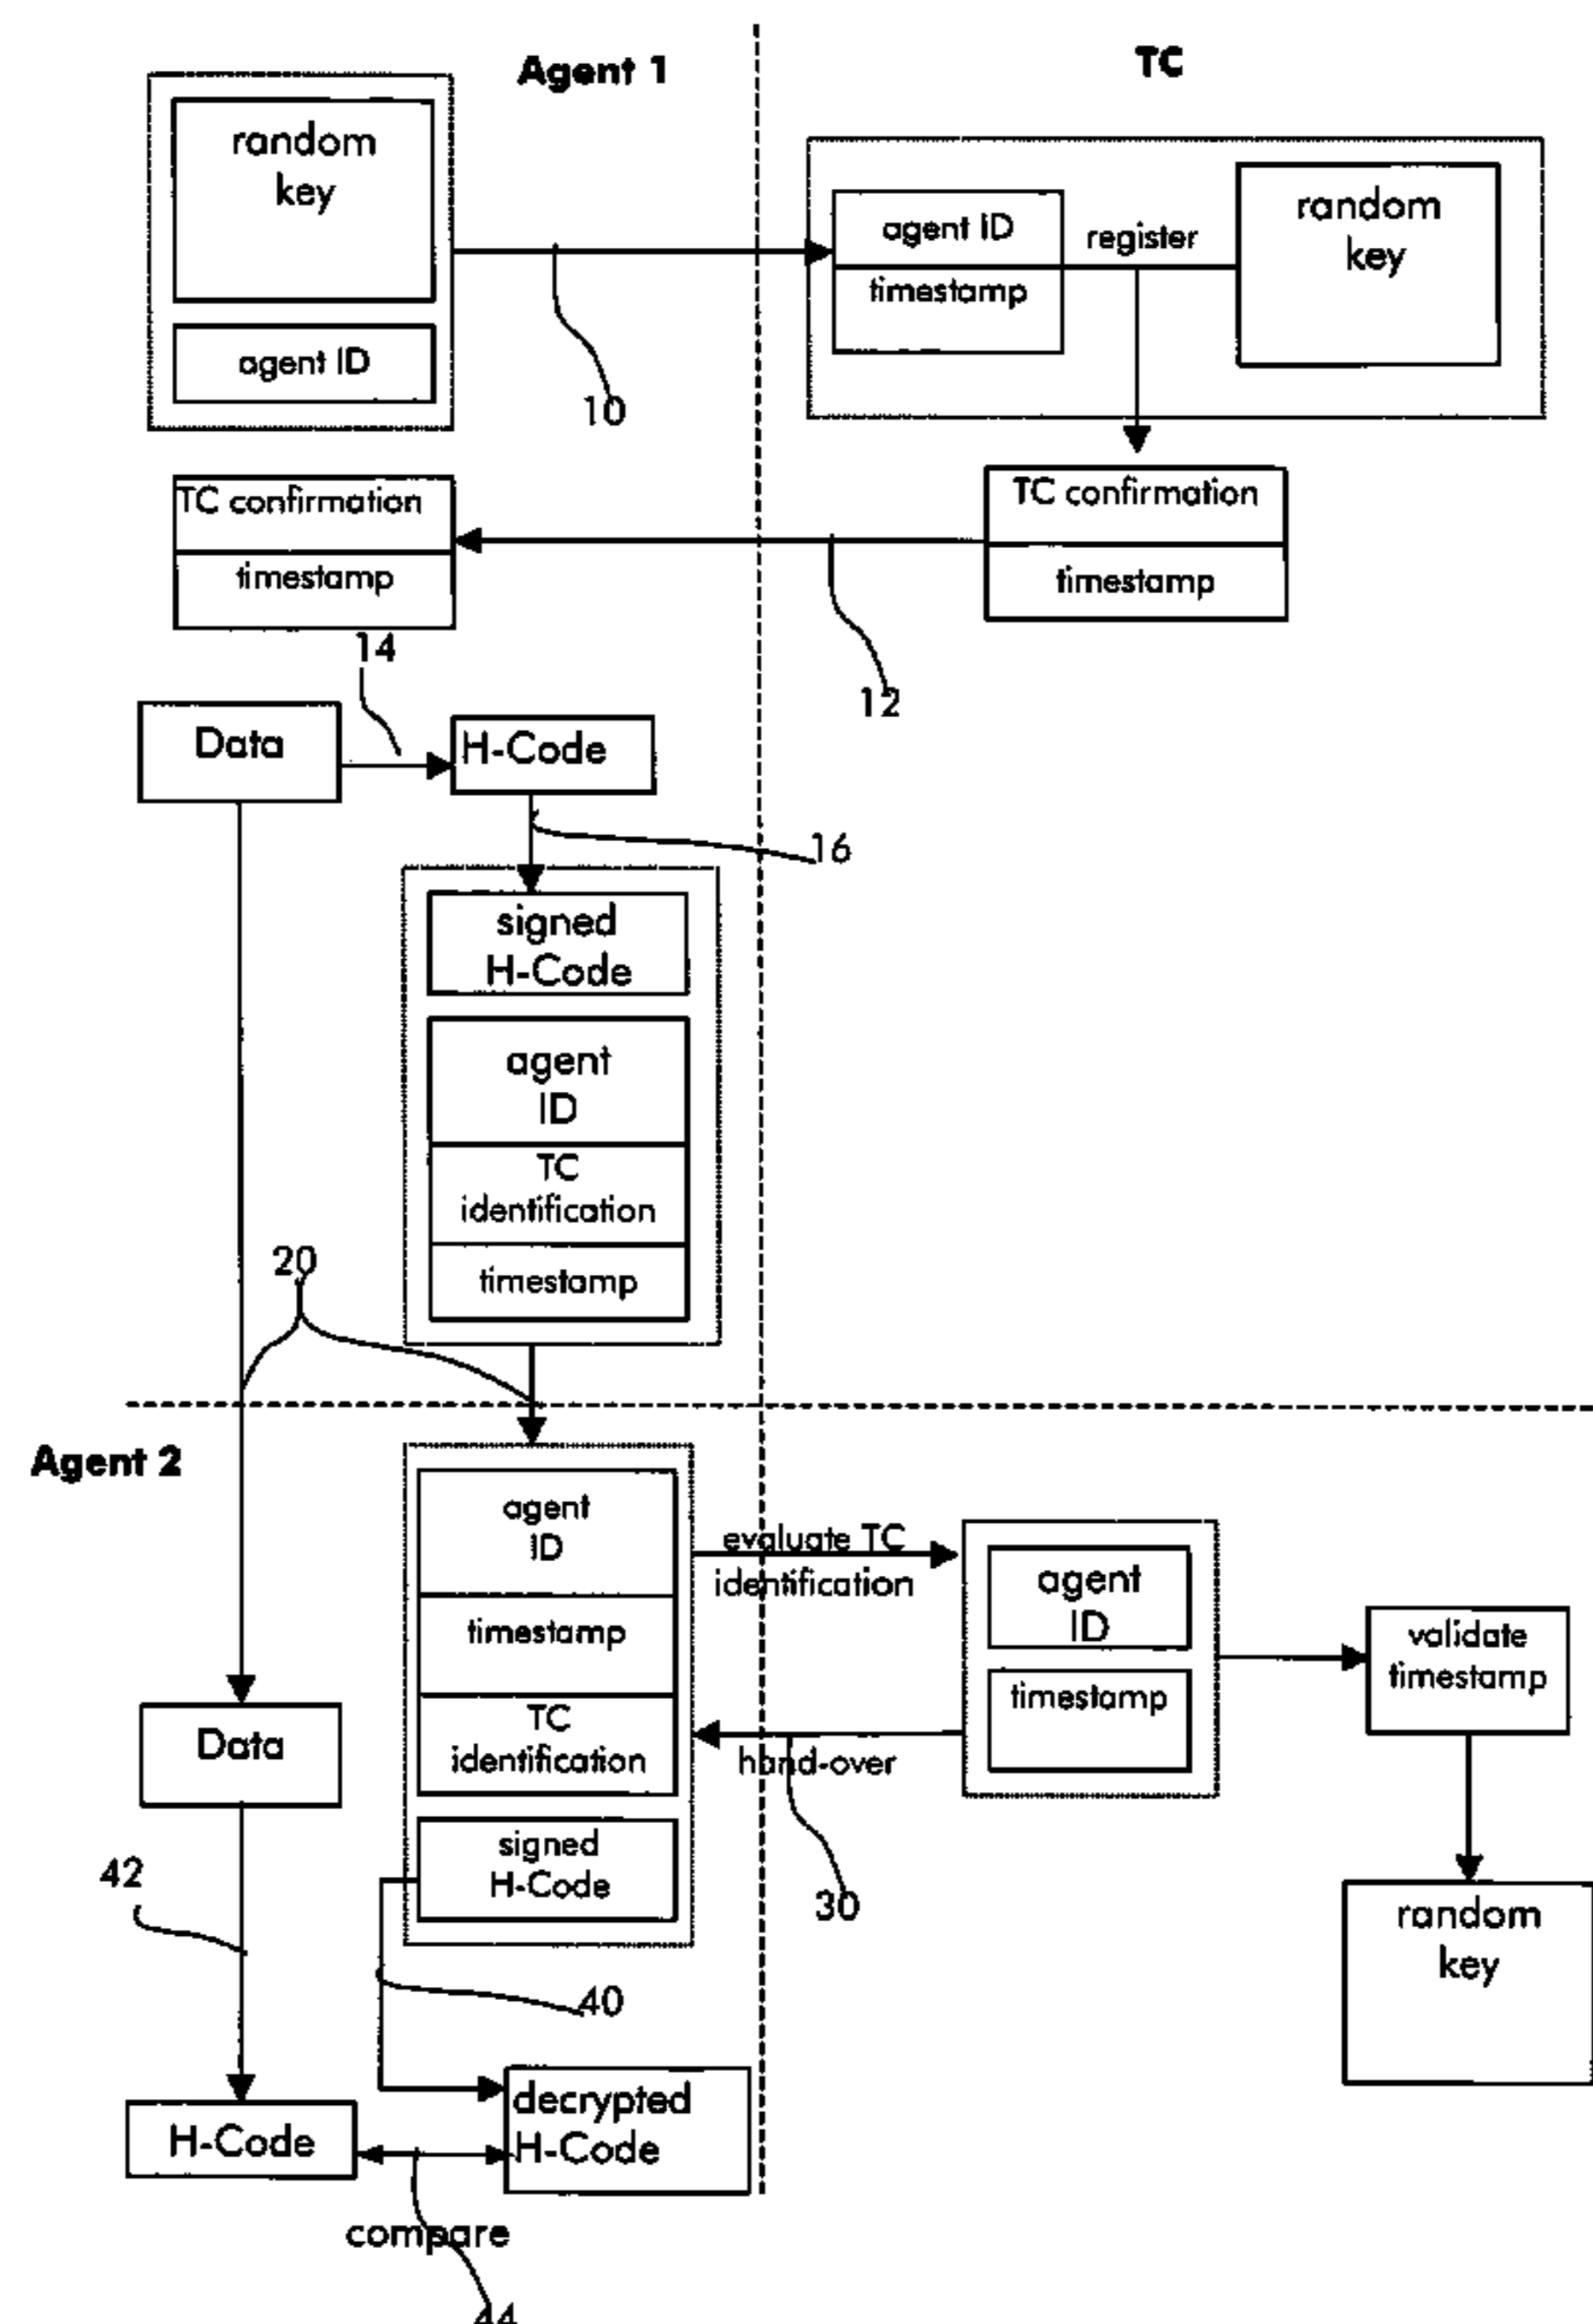 Agent 1
TC
random
key
agent ID
10
agent ID
timestamp
register
random
key
TC confirmation
timestamp
TC confirmation
timestamp
12
14
Data
H-Code
16
signed
H-Code
agent
ID
TC
identification
timestamp
20
Agent 2
agent
ID
timestamp
TC
identification
signed
H-Code
evaluate TC
identification
hand-over
30
agent
ID
timestamp
validate
timestamp
random
key
Data
42
40
H-Code
decrypted
H-Code
compare
44